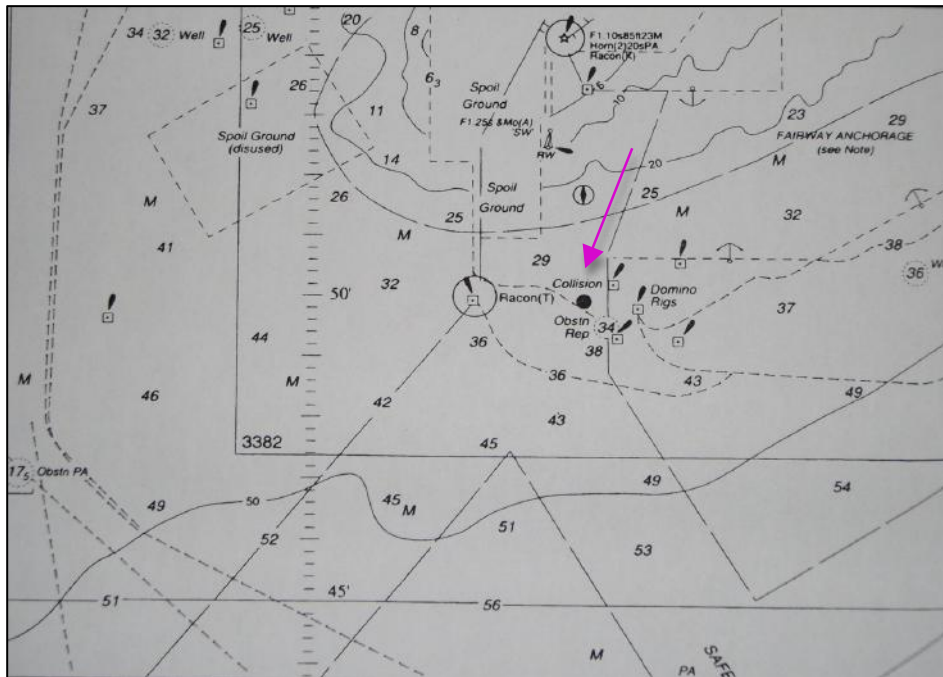 34 32 Well
25 Well
20
8
6₃
Fl.10s85ft23M
Horn(2)20sPA
Racon(K)
37
26
11
Spoil
Ground
Fl.2.5s &Mo(A)
SW
RW
16
10
23
29
Spoil Ground
(disused)
14
FAIRWAY ANCHORAGE
(see Note)
M
20
26
Spoil
Ground
25
25
M
M
M
32
41
29
38
36
32
Collision
Domino
Rigs
50'
Racon(T)
37
Obstn
Rep
34
44
36
38
M
M
36
43
46
42
49
43
3382
45
17₅ Obstn PA
49
50
45
M
49
54
52
51
53
45'
51
56
M
M
PA
SAFE